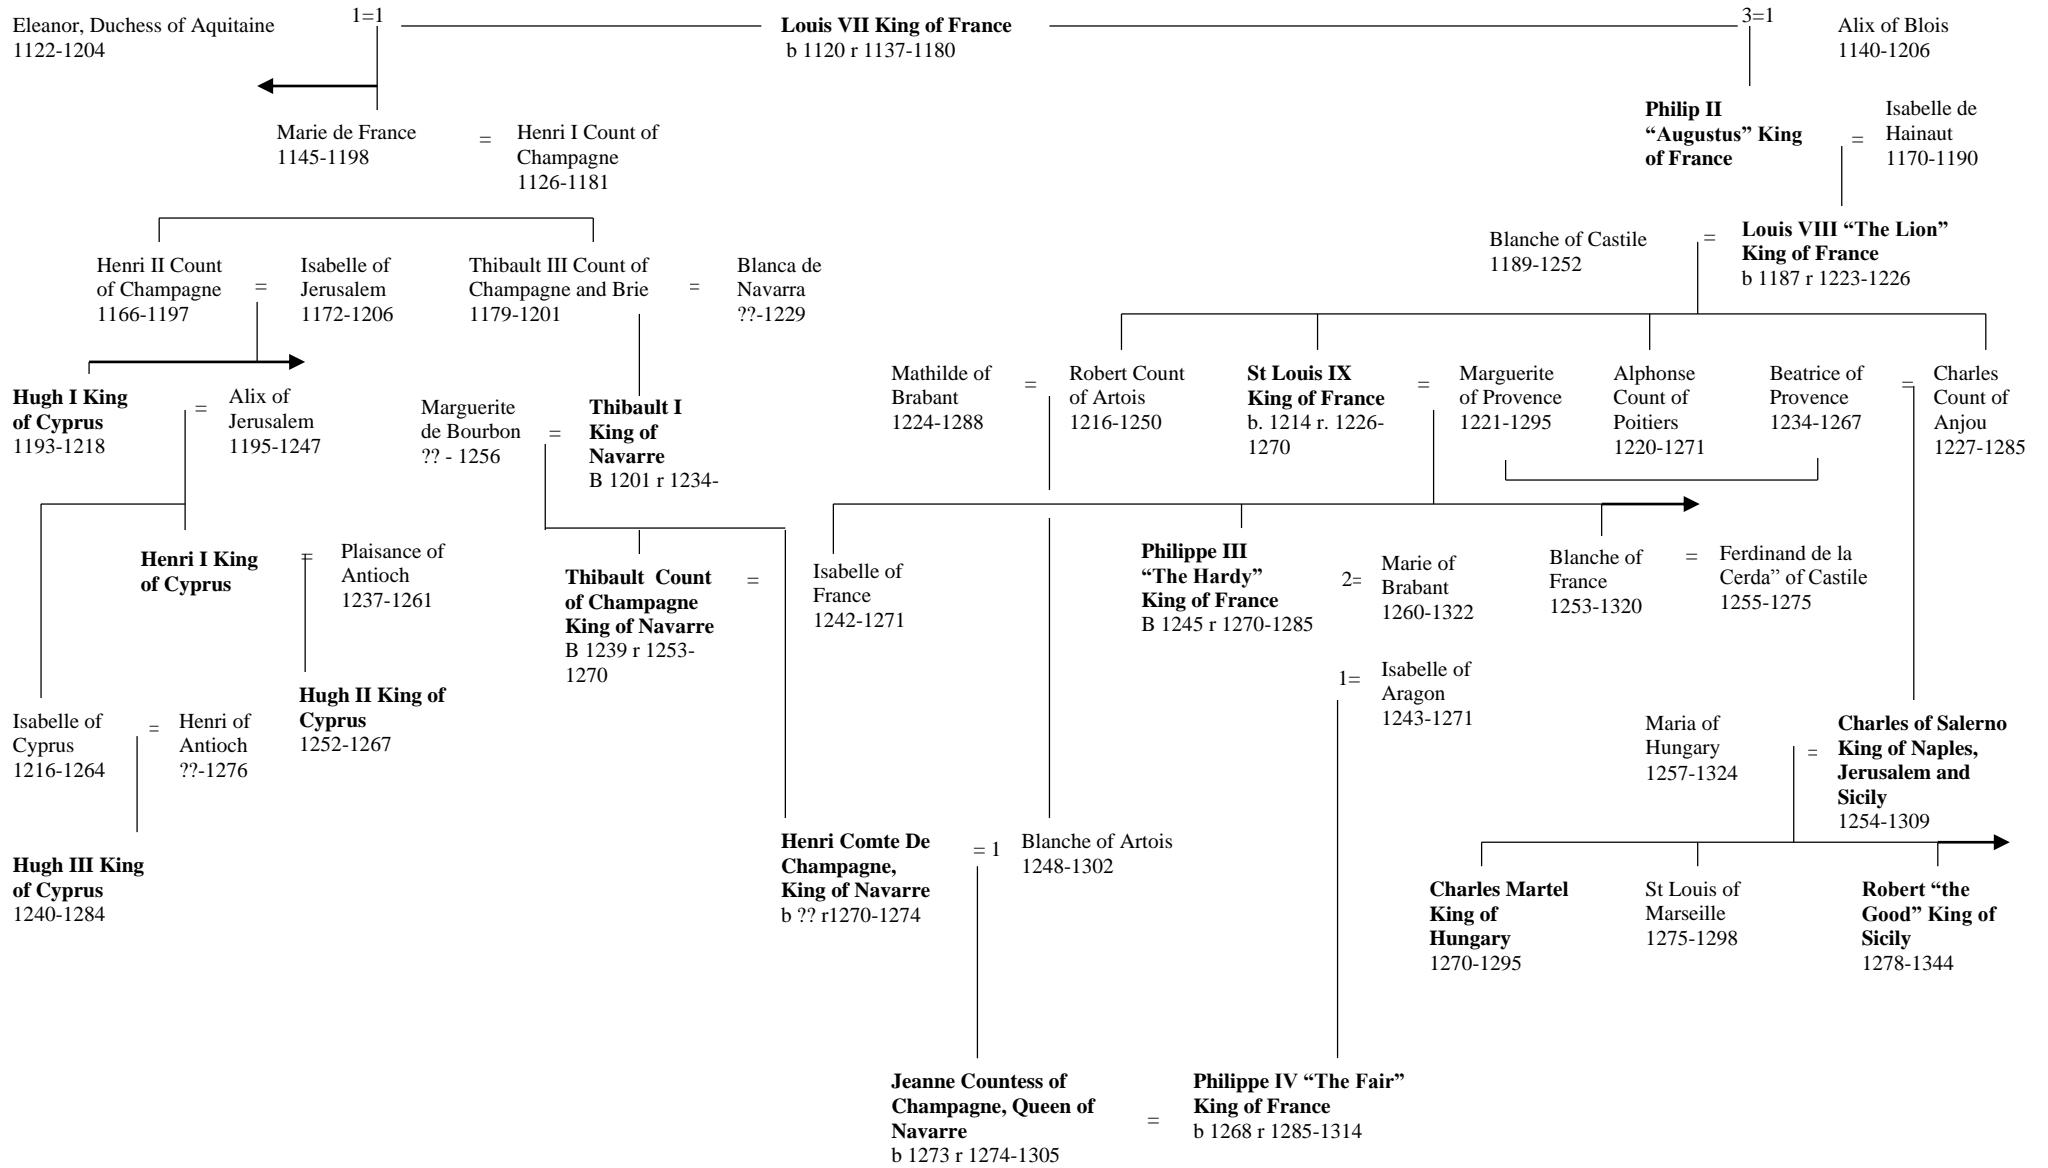 Eleanor, Duchess of Aquitaine
1122-1204
1=1
Louis VII King of France
b 1120 r 1137-1180
3=1
Alix of Blois
1140-1206
Marie de France
1145-1198
=
Henri I Count of
Champagne
1126-1181
Philip II
“Augustus” King
of France
=
Isabelle de
Hainaut
1170-1190
Henri II Count
of Champagne
1166-1197
=
Isabelle of
Jerusalem
1172-1206
Thibault III Count of
Champagne and Brie
1179-1201
=
Blanca de
Navarra
??-1229
Blanche of Castile
1189-1252
=
Louis VIII “The Lion”
King of France
b 1187 r 1223-1226
Hugh I King
of Cyprus
1193-1218
=
Alix of
Jerusalem
1195-1247
Marguerite
de Bourbon
?? - 1256
=
Thibault I
King of
Navarre
B 1201 r 1234-
Mathilde of
Brabant
1224-1288
=
Robert Count
of Artois
1216-1250
St Louis IX
King of France
b. 1214 r. 1226-
1270
=
Marguerite
of Provence
1221-1295
Alphonse
Count of
Poitiers
1220-1271
Beatrice of
Provence
1234-1267
=
Charles
Count of
Anjou
1227-1285
Henri I King
of Cyprus
=
Plaisance of
Antioch
1237-1261
Thibault Count
of Champagne
King of Navarre
B 1239 r 1253-
1270
=
Isabelle of
France
1242-1271
Philippe III
“The Hardy”
King of France
B 1245 r 1270-1285
2=
Marie of
Brabant
1260-1322
Blanche of
France
1253-1320
=
Ferdinand de la
Cerda” of Castile
1255-1275
1=
Isabelle of
Aragon
1243-1271
Isabelle of
Cyprus
1216-1264
=
Henri of
Antioch
??-1276
Hugh II King of
Cyprus
1252-1267
Maria of
Hungary
1257-1324
=
Charles of Salerno
King of Naples,
Jerusalem and
Sicily
1254-1309
Hugh III King
of Cyprus
1240-1284
Henri Comte De
Champagne,
King of Navarre
b ?? r1270-1274
= 1
Blanche of Artois
1248-1302
Charles Martel
King of
Hungary
1270-1295
St Louis of
Marseille
1275-1298
Robert “the
Good” King of
Sicily
1278-1344
Jeanne Countess of
Champagne, Queen of
Navarre
b 1273 r 1274-1305
=
Philippe IV “The Fair”
King of France
b 1268 r 1285-1314